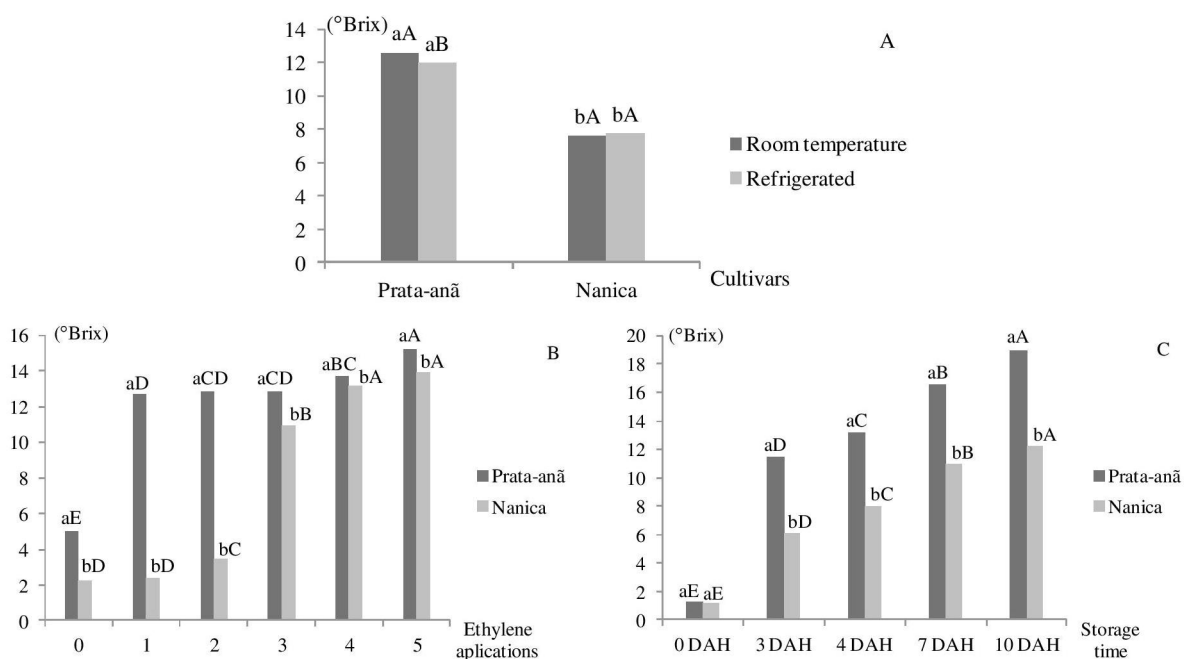 (°Brix)
A
14
12
10
8
6
4
2
0
aA
aB
bA
bA
Room temperature
Refrigerated
Prata-anã
Nanica
Cultivars
(°Brix)
B
16
14
12
10
8
6
4
2
0
aE
bD
aD
bD
aCD
bC
aCD
bB
aBC
bA
aA
bA
Prata-anã
Nanica
0 1 2 3 4 5
Ethylene
aplications
(°Brix)
C
20
18
16
14
12
10
8
6
4
2
0
aE
aE
aD
bD
aC
bC
aB
bB
aA
bA
Prata-anã
Nanica
0 DAH 3 DAH 4 DAH 7 DAH 10 DAH
Storage
time